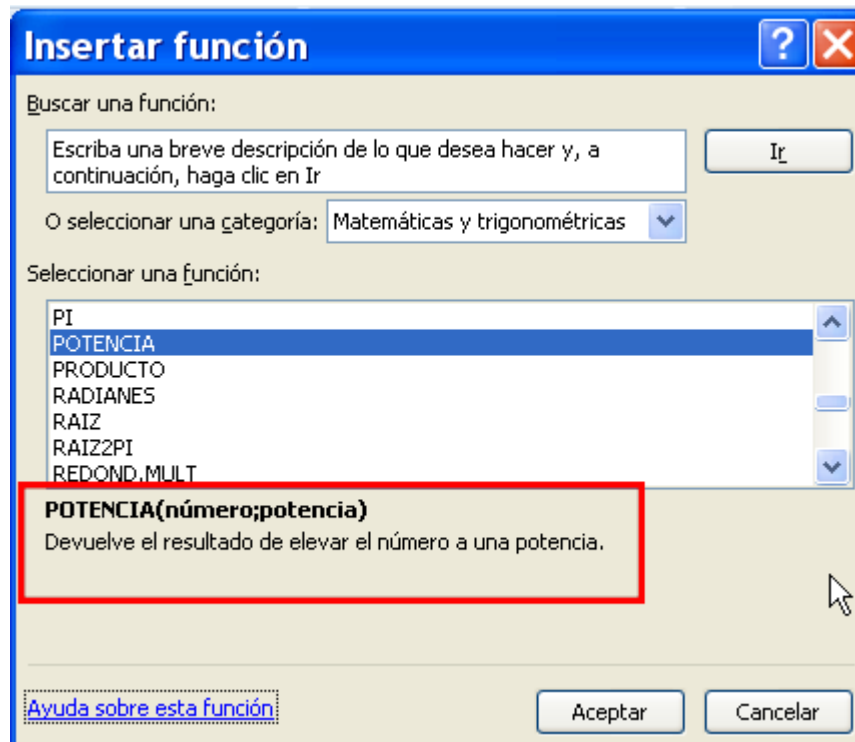 Insertar función
Buscar una función:
Escriba una breve descripción de lo que desea hacer y, a
continuación, haga clic en Ir
Ir
O seleccionar una categoría: Matemáticas y trigonométricas
Seleccionar una función:
PI
POTENCIA
PRODUCTO
RADIANES
RAIZ
RAIZ2PI
REDOND.MULT
POTENCIA(número;potencia)
Devuelve el resultado de elevar el número a una potencia.
Ayuda sobre esta función
Aceptar
Cancelar